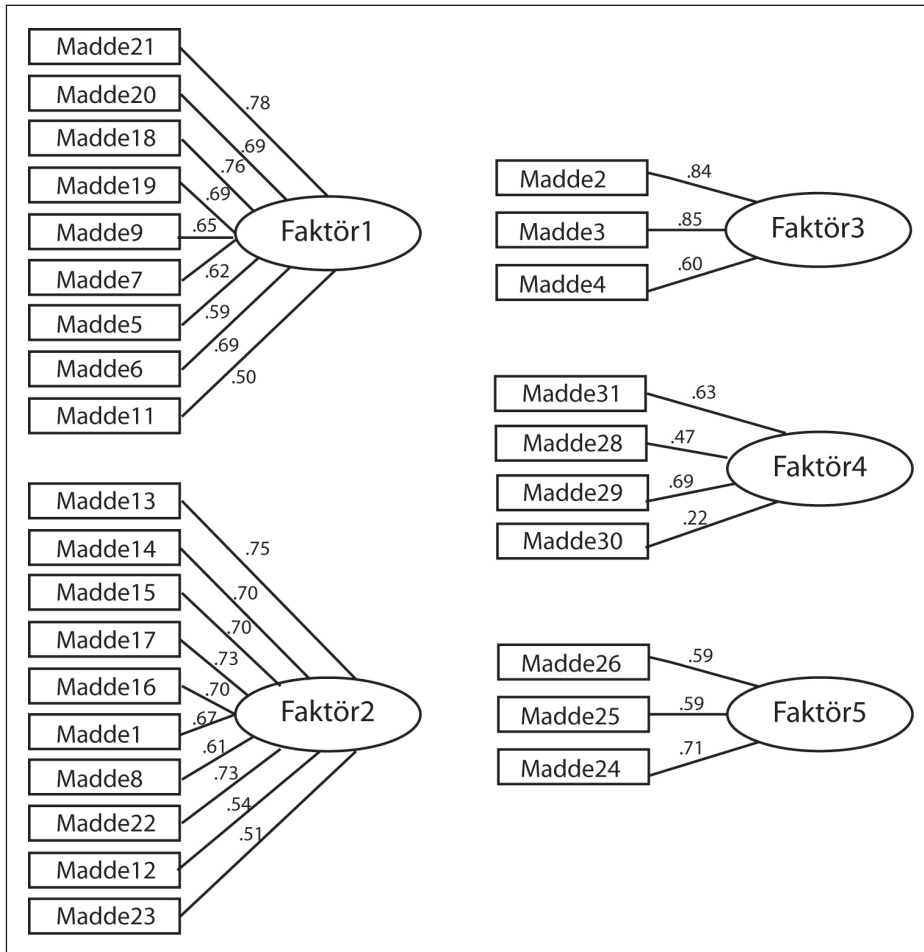 Madde21
.78
Madde20
.69
Madde18
.76
Madde19
.69
Madde9
.65
Madde7
.62
Madde5
.59
Madde6
.69
Madde11
.50
Faktör1
Madde13
.75
Madde14
.70
Madde15
.70
Madde17
.73
Madde16
.70
Madde1
.67
Madde8
.61
Madde22
.73
Madde12
.54
Madde23
.51
Faktör2
Madde2
.84
Madde3
.85
Madde4
.60
Faktör3
Madde31
.63
Madde28
.47
Madde29
.69
Madde30
.22
Faktör4
Madde26
.59
Madde25
.59
Madde24
.71
Faktör5